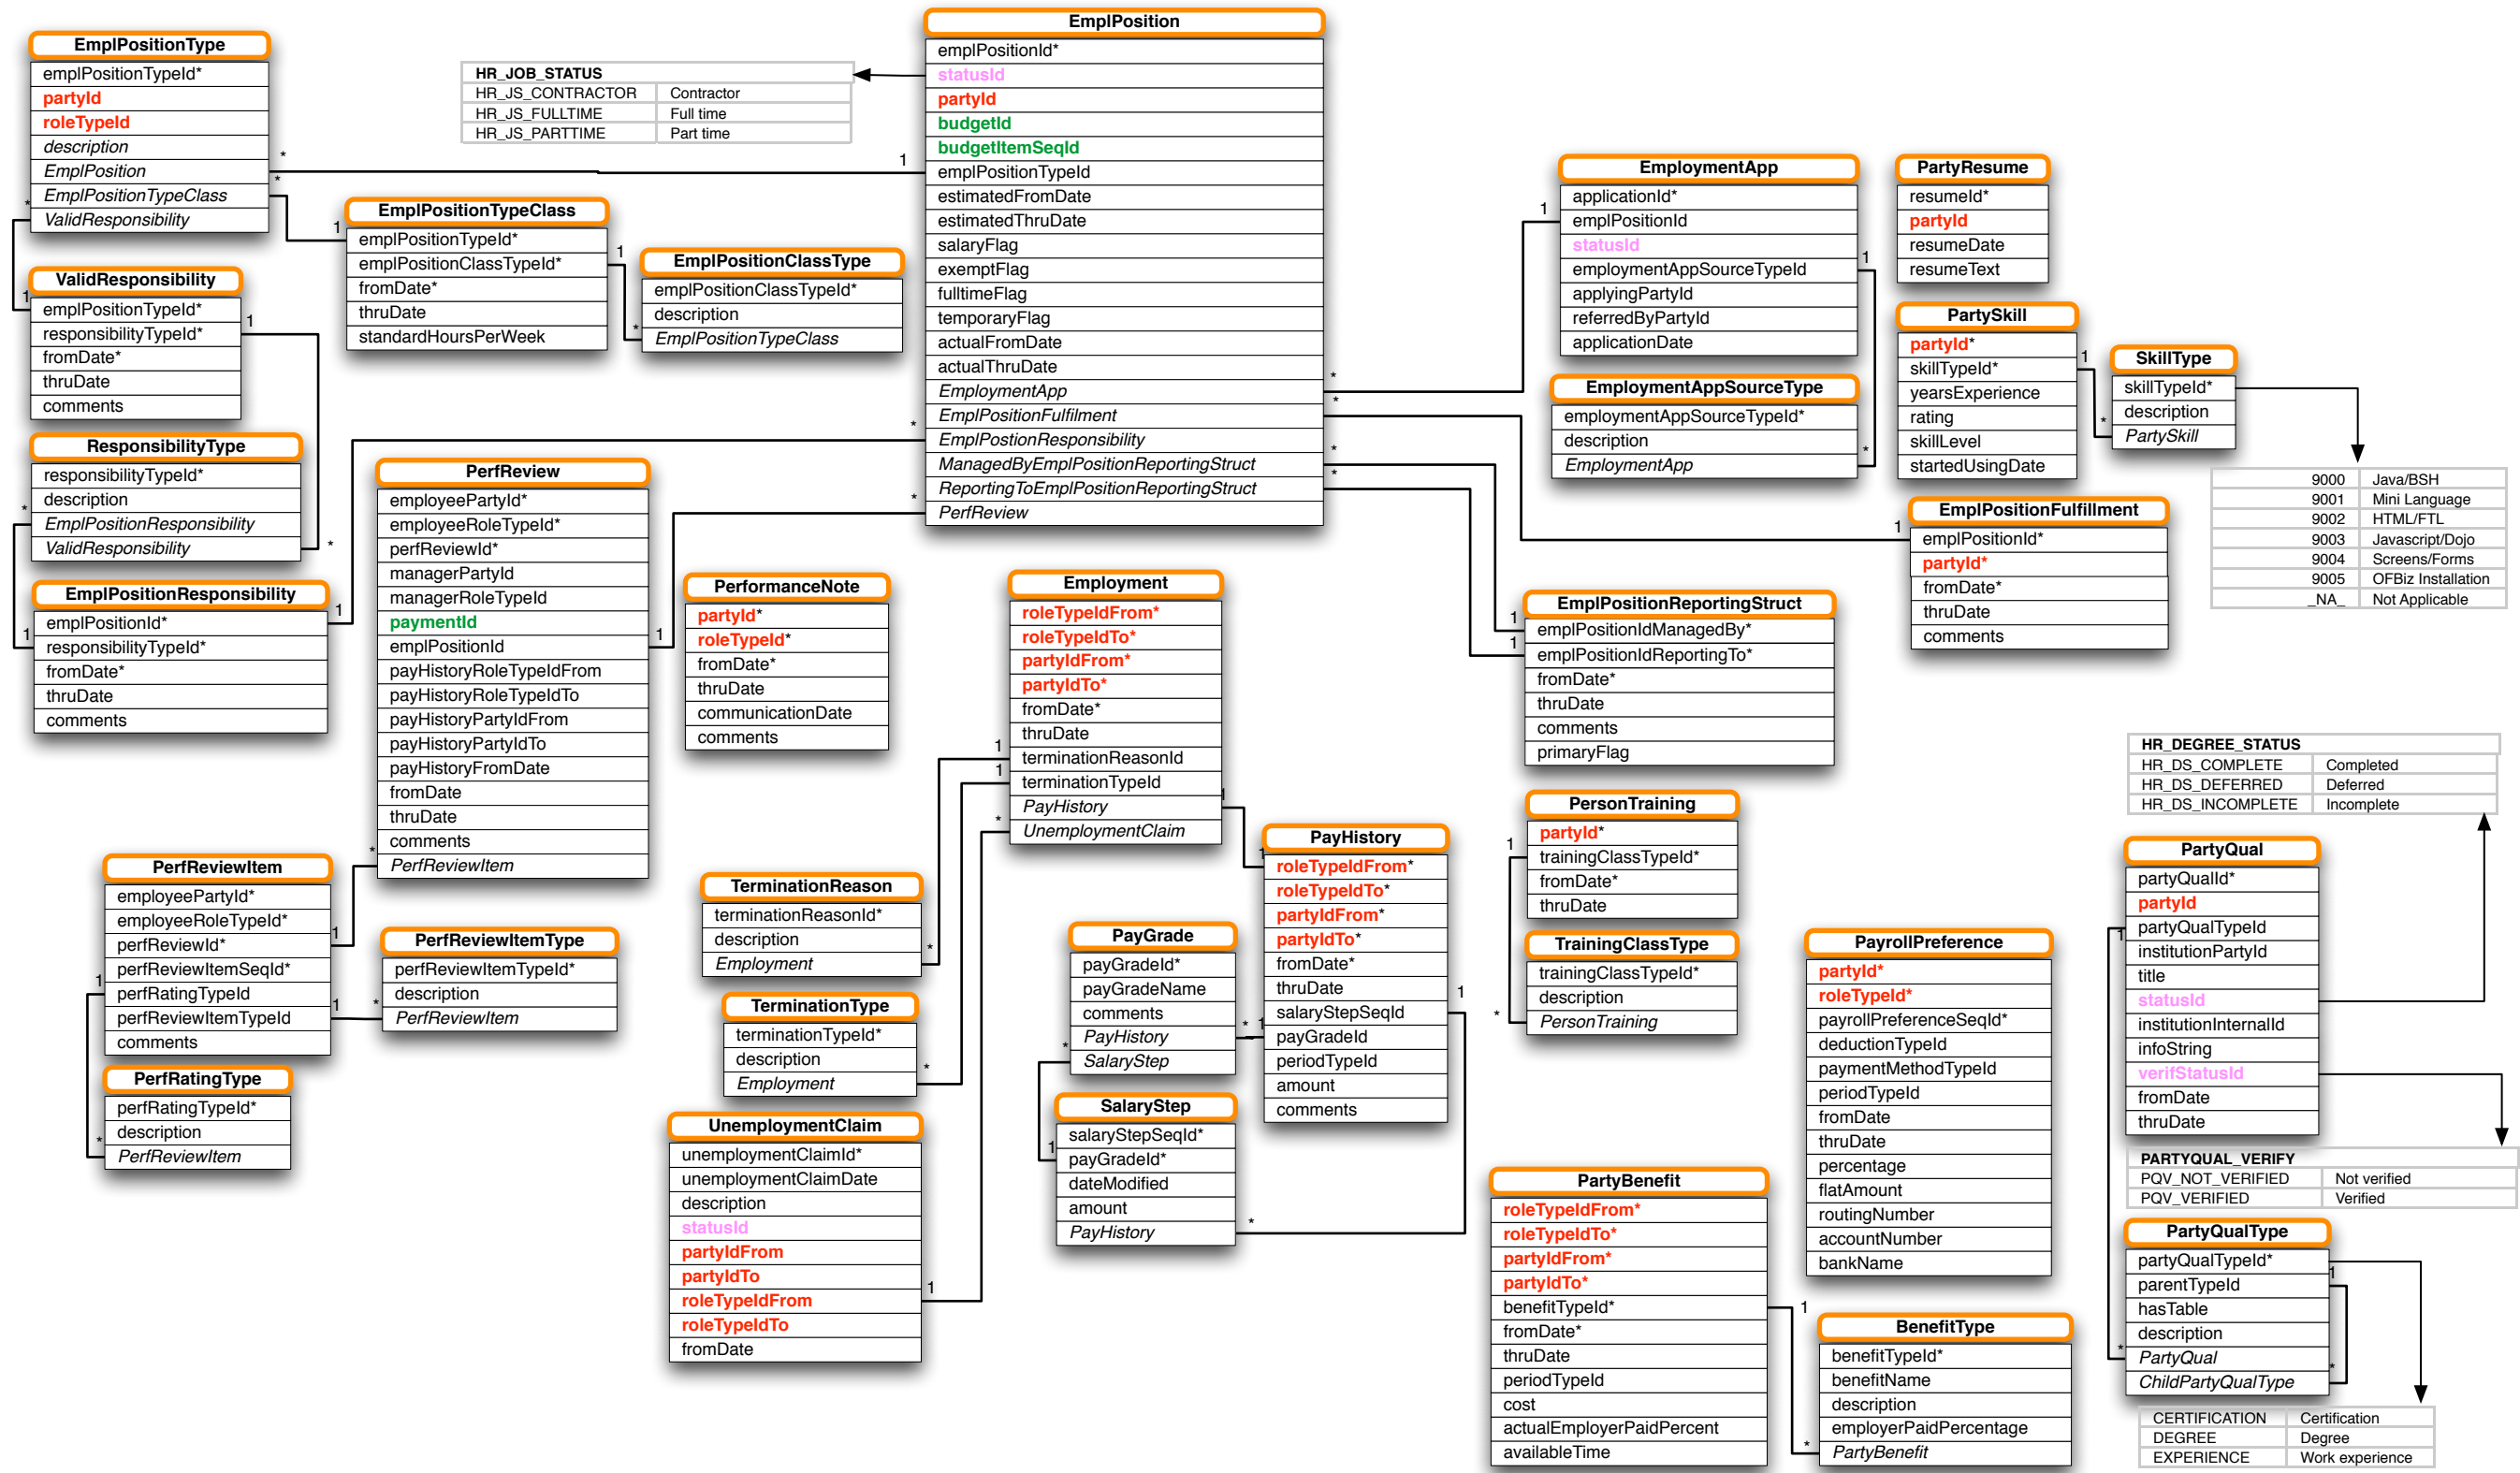 EmplPositionType
emplPositionTypeId*
partyId
roleTypeId
description
EmplPosition
EmplPositionTypeClass
ValidResponsibility
HR_JOB_STATUS
HR_JS_CONTRACTOR Contractor
HR_JS_FULLTIME Full time
HR_JS_PARTTIME Part time
EmplPosition
emplPositionId*
statusId
partyId
budgetId
budgetItemSeqId
emplPositionTypeId
estimatedFromDate
estimatedThruDate
salaryFlag
exemptFlag
fulltimeFlag
temporaryFlag
actualFromDate
actualThruDate
EmploymentApp
EmplPositionFulfilment
EmplPostionResponsibility
ManagedByEmplPositionReportingStruct
ReportingToEmplPositionReportingStruct
PerfReview
EmplPositionTypeClass
emplPositionTypeId*
emplPositionClassTypeId*
fromDate*
thruDate
standardHoursPerWeek
EmplPositionClassType
emplPositionClassTypeId*
description
EmplPositionTypeClass
ValidResponsibility
emplPositionTypeId*
responsibilityTypeId*
fromDate*
thruDate
comments
ResponsibilityType
responsibilityTypeId*
description
EmplPositionResponsibility
ValidResponsibility
EmplPositionResponsibility
emplPositionId*
responsibilityTypeId*
fromDate*
thruDate
comments
PerfReview
employeePartyId*
employeeRoleTypeId*
perfReviewId*
managerPartyId
managerRoleTypeId
paymentId
emplPositionId
payHistoryRoleTypeIdFrom
payHistoryRoleTypeIdTo
payHistoryPartyIdFrom
payHistoryPartyIdTo
payHistoryFromDate
fromDate
thruDate
comments
PerfReviewItem
PerformanceNote
partyId*
roleTypeId*
fromDate*
thruDate
communicationDate
comments
Employment
roleTypeIdFrom*
roleTypeIdTo*
partyIdFrom*
partyIdTo*
fromDate*
thruDate
terminationReasonId
terminationTypeId
PayHistory
UnemploymentClaim
EmploymentApp
applicationId*
emplPositionId
statusId
employmentAppSourceTypeId
applyingPartyId
referredByPartyId
applicationDate
EmploymentAppSourceType
employmentAppSourceTypeId*
description
EmploymentApp
PartyResume
resumeId*
partyId
resumeDate
resumeText
PartySkill
partyId*
skillTypeId*
yearsExperience
rating
skillLevel
startedUsingDate
SkillType
skillTypeId*
description
PartySkill
9000 Java/BSH
9001 Mini Language
9002 HTML/FTL
9003 Javascript/Dojo
9004 Screens/Forms
9005 OFBiz Installation
_NA_ Not Applicable
EmplPositionFulfillment
emplPositionId*
partyId*
fromDate*
thruDate
comments
EmplPositionReportingStruct
emplPositionIdManagedBy*
emplPositionIdReportingTo*
fromDate*
thruDate
comments
primaryFlag
HR_DEGREE_STATUS
HR_DS_COMPLETE Completed
HR_DS_DEFERRED Deferred
HR_DS_INCOMPLETE Incomplete
PerfReviewItem
employeePartyId*
employeeRoleTypeId*
perfReviewId*
perfReviewItemSeqId*
perfRatingTypeId
perfReviewItemTypeId
comments
PerfReviewItemType
perfReviewItemTypeId*
description
PerfReviewItem
PerfRatingType
perfRatingTypeId*
description
PerfReviewItem
TerminationReason
terminationReasonId*
description
Employment
TerminationType
terminationTypeId*
description
Employment
UnemploymentClaim
unemploymentClaimId*
unemploymentClaimDate
description
statusId
partyIdFrom
partyIdTo
roleTypeIdFrom
roleTypeIdTo
fromDate
PayGrade
payGradeId*
payGradeName
comments
PayHistory
SalaryStep
SalaryStep
salaryStepSeqId*
payGradeId*
dateModified
amount
PayHistory
PayHistory
roleTypeIdFrom*
roleTypeIdTo*
partyIdFrom*
partyIdTo*
fromDate*
thruDate
salaryStepSeqId
payGradeId
periodTypeId
amount
comments
PersonTraining
partyId*
trainingClassTypeId*
fromDate*
thruDate
TrainingClassType
trainingClassTypeId*
description
PersonTraining
PayrollPreference
partyId*
roleTypeId*
payrollPreferenceSeqId*
deductionTypeId
paymentMethodTypeId
periodTypeId
fromDate
thruDate
percentage
flatAmount
routingNumber
accountNumber
bankName
PartyBenefit
roleTypeIdFrom*
roleTypeIdTo*
partyIdFrom*
partyIdTo*
benefitTypeId*
fromDate*
thruDate
periodTypeId
cost
actualEmployerPaidPercent
availableTime
BenefitType
benefitTypeId*
benefitName
description
employerPaidPercentage
PartyBenefit
PartyQual
partyQualId*
partyId
partyQualTypeId
institutionPartyId
title
statusId
institutionInternalId
infoString
verifStatusId
fromDate
thruDate
PARTYQUAL_VERIFY
PQV_NOT_VERIFIED Not verified
PQV_VERIFIED Verified
PartyQualType
partyQualTypeId*
parentTypeId
hasTable
description
PartyQual
ChildPartyQualType
CERTIFICATION Certification
DEGREE Degree
EXPERIENCE Work experience